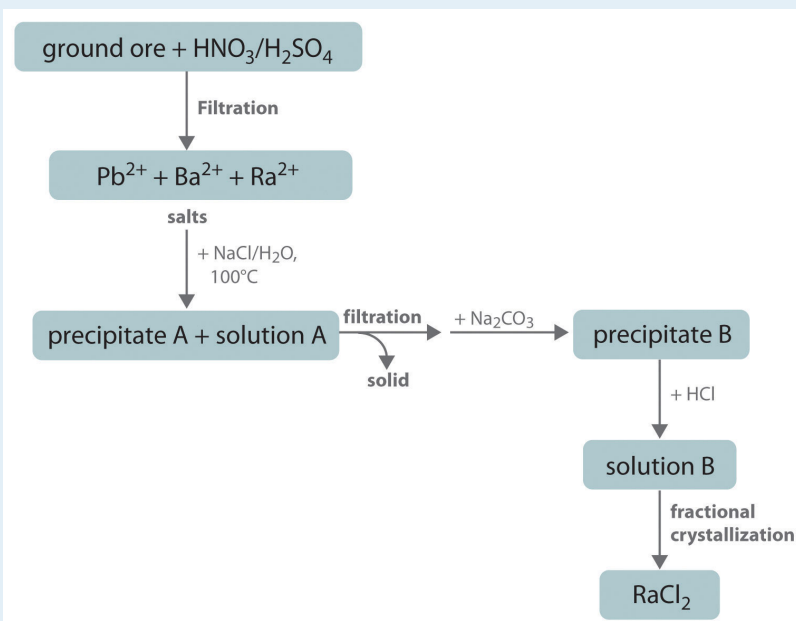 ground ore + HNO₃/H₂SO₄
Filtration
Pb²⁺ + Ba²⁺ + Ra²⁺
salts
+ NaCl/H₂O,
100°C
precipitate A + solution A
filtration
solid
+ Na₂CO₃
precipitate B
+ HCl
solution B
fractional
crystallization
RaCl₂